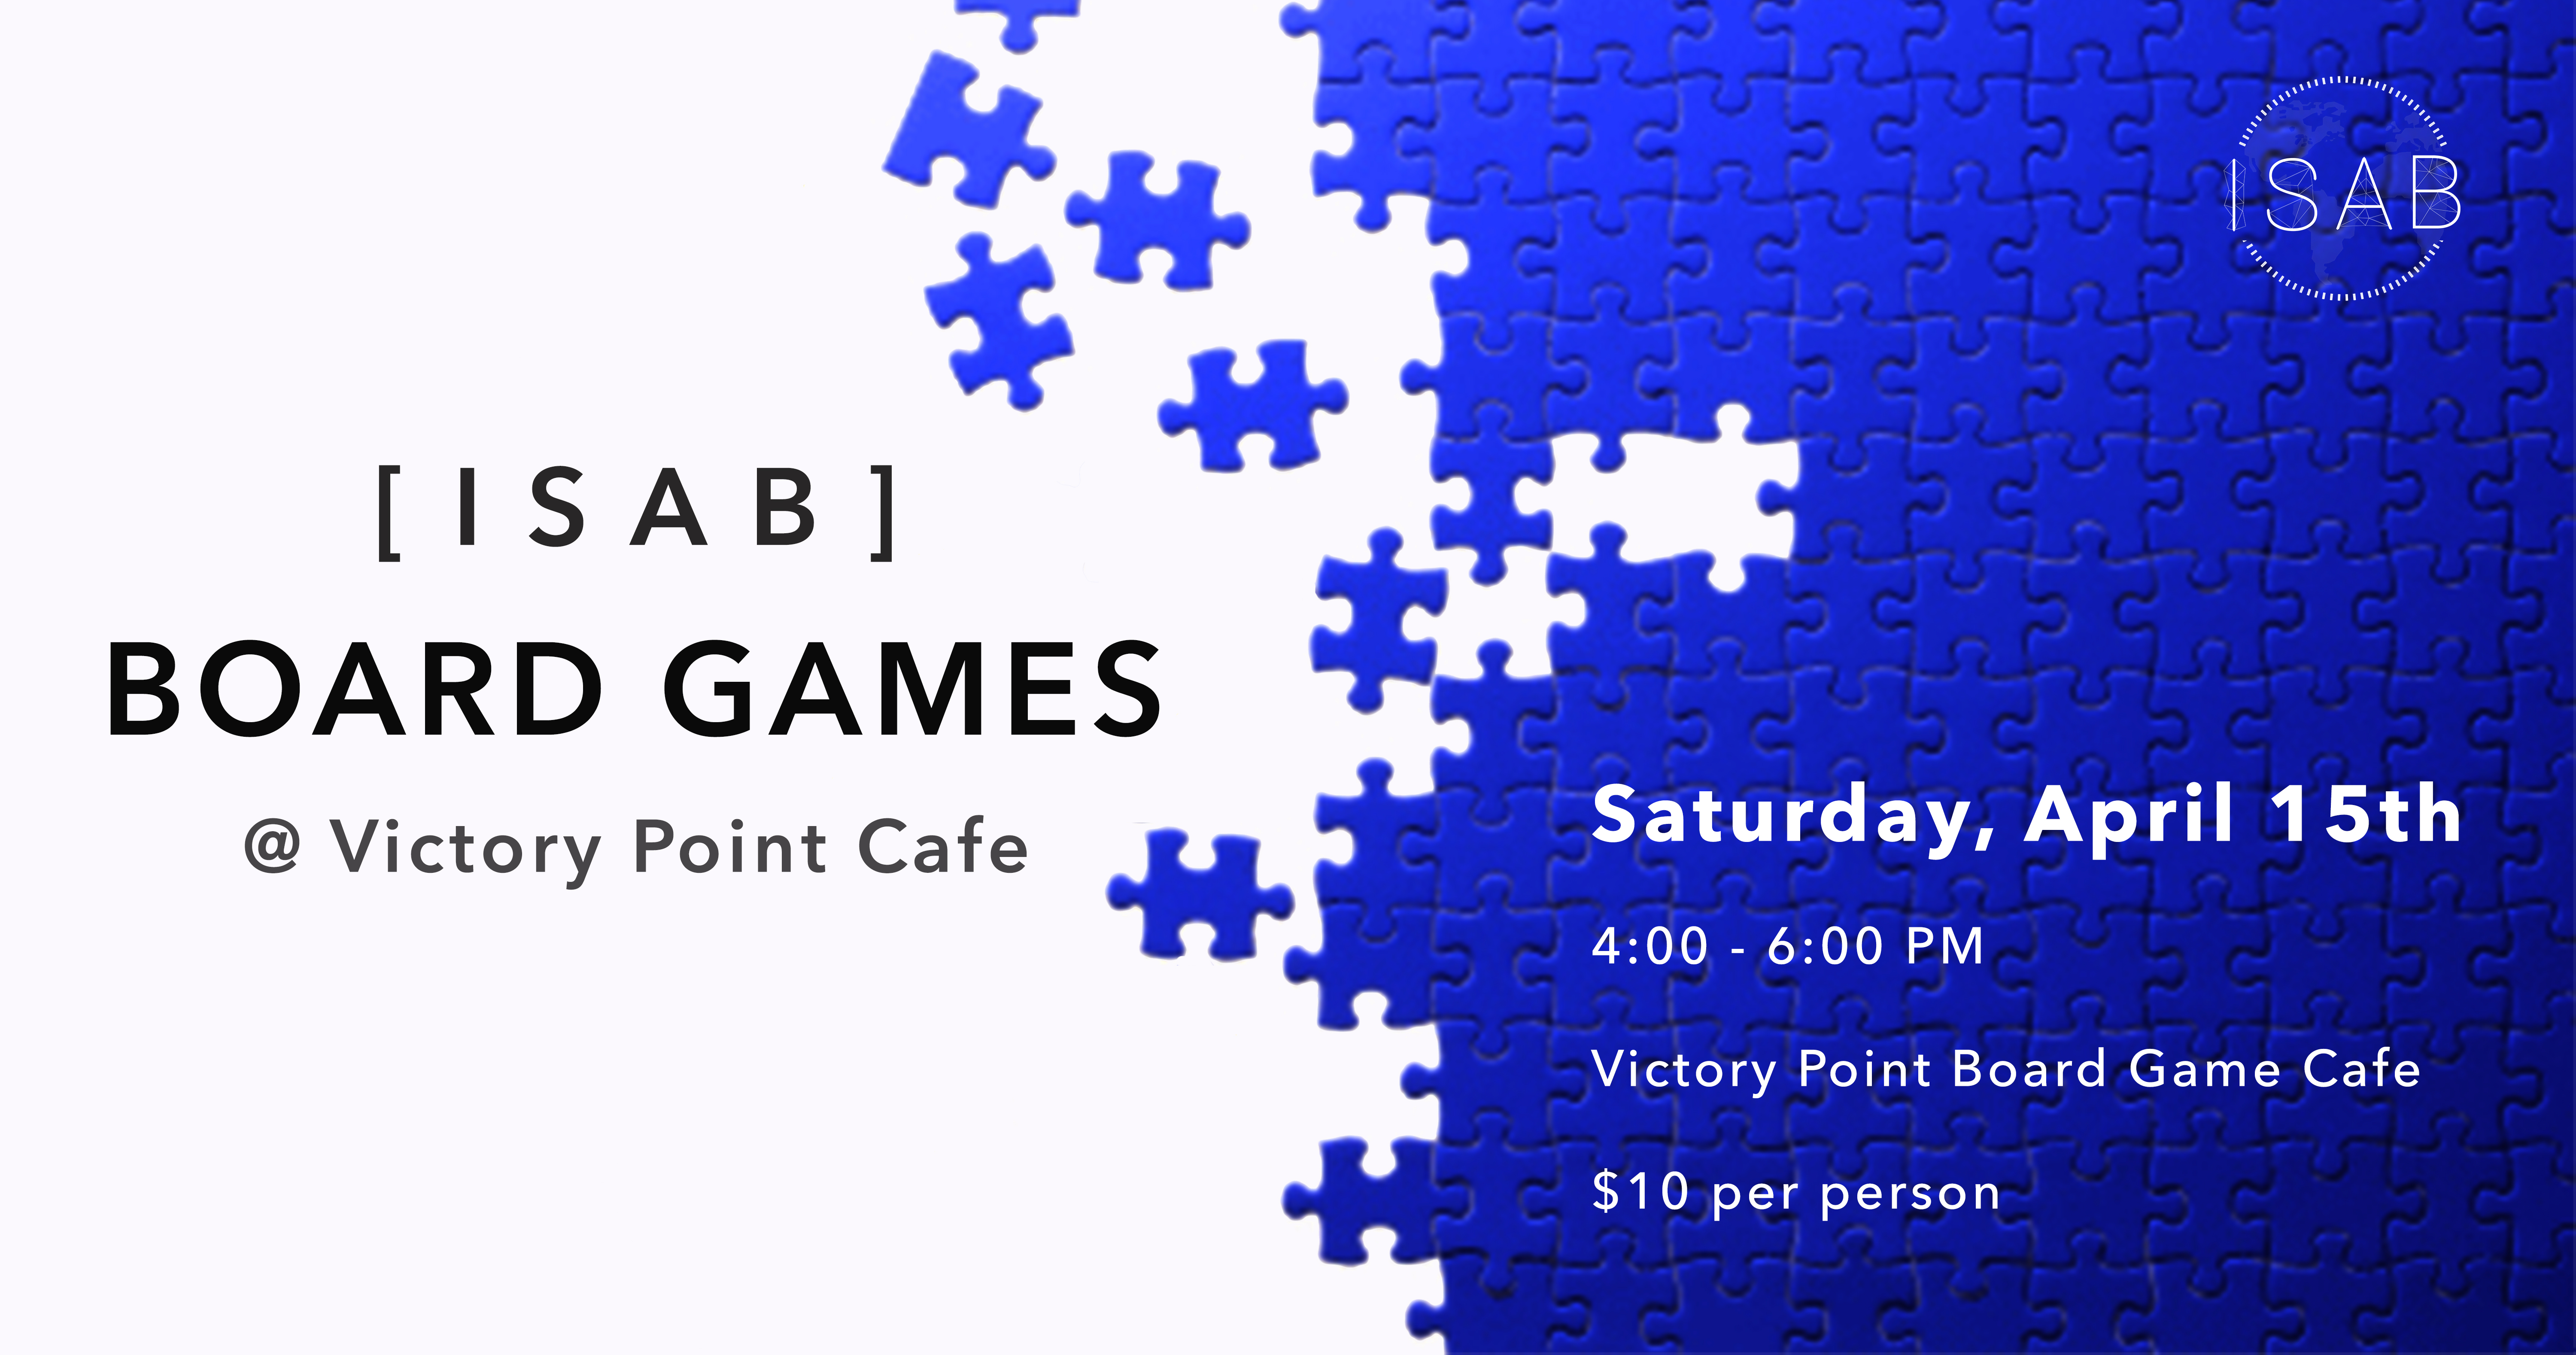 [ I S A B ]
BOARD GAMES
@ Victory Point Cafe
ISAB
Saturday, April 15th
4:00 - 6:00 PM
Victory Point Board Game Cafe
$10 per person